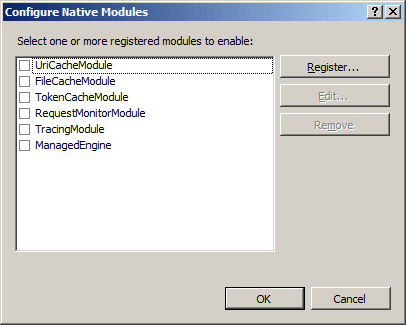 Configure Native Modules
Select one or more registered modules to enable:
UriCacheModule
FileCacheModule
TokenCacheModule
RequestMonitorModule
TracingModule
ManagedEngine
Register...
Edit...
Remove
OK
Cancel